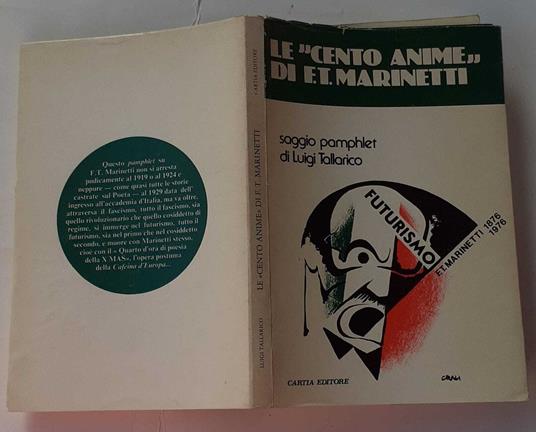 Questo pamphlet su
F.T. Marinetti non si arresta
pudicamente al 1919 o al 1924 e
neppure — come quasi tutte le storie
castrate sul Poeta — al 1929 data dell'
ingresso all'accademia d'Italia, ma va oltre,
attraversa il fascismo, tutto il fascismo, sia
quello rivoluzionario che quello cosiddetto di
regime, si immerge nel futurismo, tutto il
futurismo, sia nel primo che nel cosiddetto
secondo, e muore con Marinetti stesso,
cioè con il « Quarto d'ora di poesia
della X MAS», l'opera postuma
della Cafeina d'Europa...
LUIGI TALLARICO
LE «CENTO ANIME» DI F.T. MARINETTI
CARTIA EDITORE
LE "CENTO ANIME"
DI F.T. MARINETTI
saggio pamphlet
di Luigi Tallarico
FUTURISMO
F.T. MARINETTI 1876
1976
CARTIA EDITORE